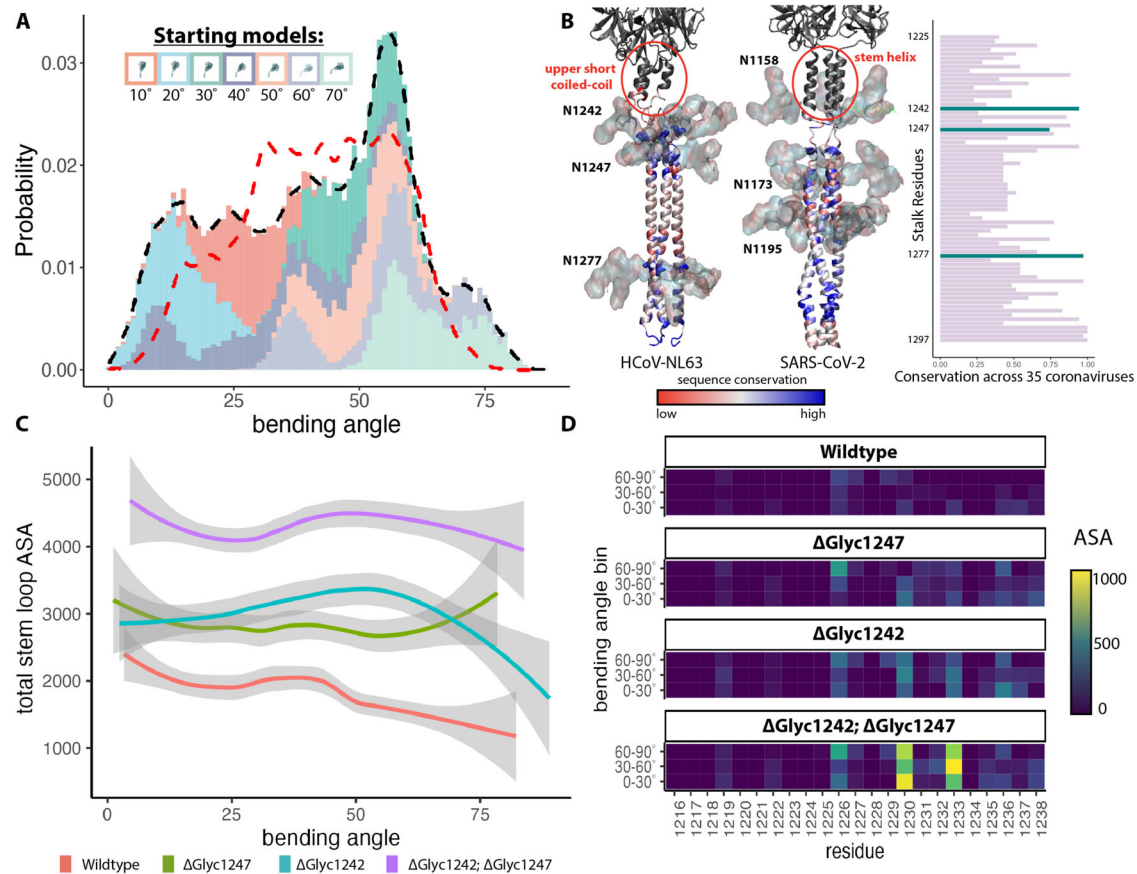 A
Starting models:
10° 20° 30° 40° 50° 60° 70°
0.03
0.02
0.01
0.00
Probability
0 25 50 75
bending angle
B
upper short
coiled-coil
N1242
N1247
N1277
HCoV-NL63
N1158
stem helix
N1173
N1195
SARS-CoV-2
sequence conservation
low high
1225
1242
1247
1277
1297
Stalk Residues
0.00 0.25 0.50 0.75 1.00
Conservation across 35 coronaviruses
C
5000
4000
3000
2000
1000
total stem loop ASA
0 25 50 75
bending angle
Wildtype ΔGlyc1247 ΔGlyc1242 ΔGlyc1242; ΔGlyc1247
D
Wildtype
60-90°
30-60°
0-30°
ΔGlyc1247
60-90°
30-60°
0-30°
ΔGlyc1242
60-90°
30-60°
0-30°
ΔGlyc1242; ΔGlyc1247
60-90°
30-60°
0-30°
bending angle bin
1216 1217 1218 1219 1220 1221 1222 1223 1224 1225 1226 1227 1228 1229 1230 1231 1232 1233 1234 1235 1236 1237 1238
residue
ASA
1000
500
0